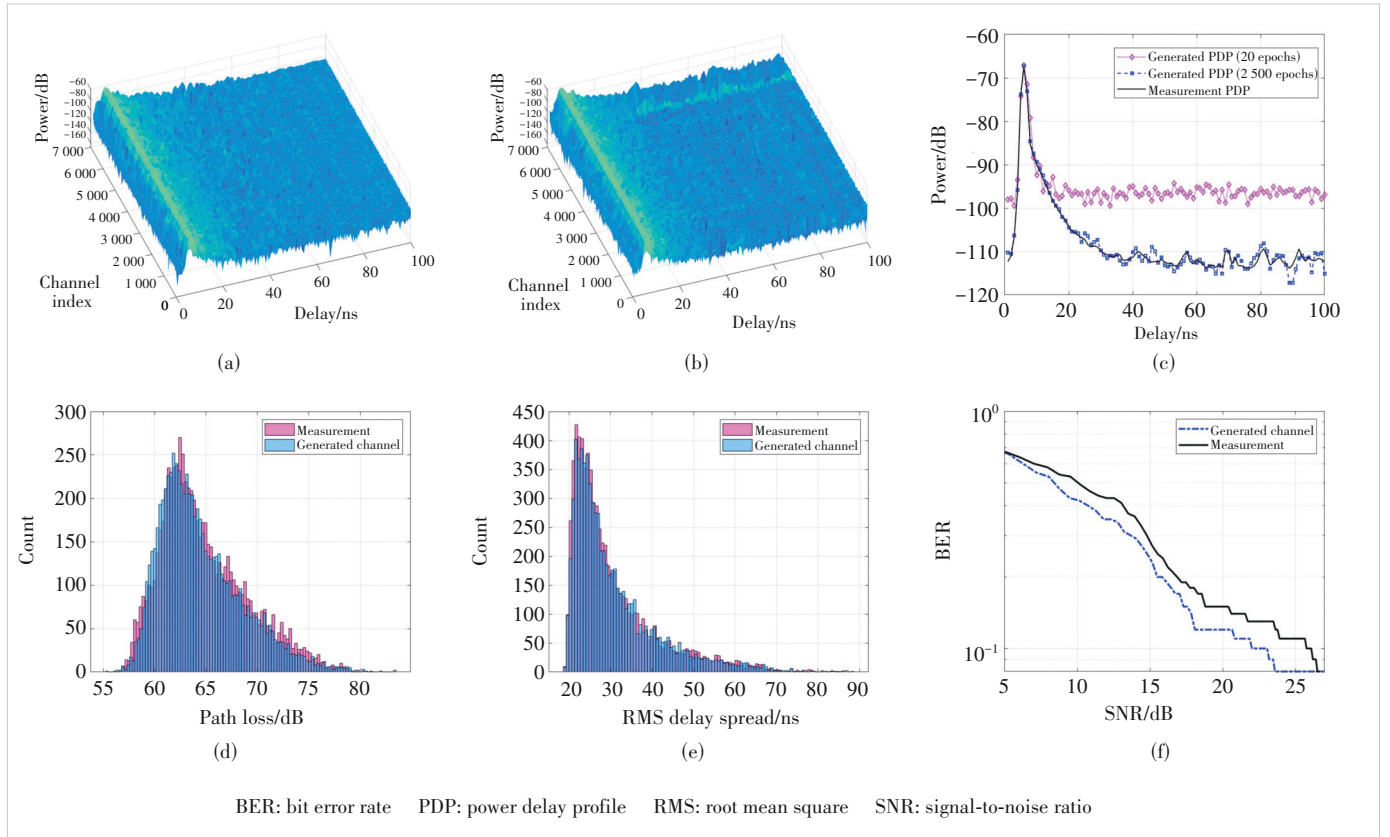 Power/dB
-60
-80
-100
-120
-140
-160
7 000
6 000
5 000
4 000
3 000
2 000
1 000
0
Channel
index
0
20
40
60
80
100
Delay/ns
(a)
Power/dB
-60
-80
-100
-120
-140
-160
7 000
6 000
5 000
4 000
3 000
2 000
1 000
0
Channel
index
0
20
40
60
80
100
Delay/ns
(b)
Power/dB
-60
-70
-80
-90
-100
-110
-120
Generated PDP (20 epochs)
Generated PDP (2 500 epochs)
Measurement PDP
0 20 40 60 80 100
Delay/ns
(c)
Count
300
250
200
150
100
50
0
Measurement
Generated channel
55 60 65 70 75 80
Path loss/dB
(d)
Count
450
400
350
300
250
200
150
100
50
0
Measurement
Generated channel
20 30 40 50 60 70 80 90
RMS delay spread/ns
(e)
BER
10⁰
10⁻¹
Generated channel
Measurement
5 10 15 20 25
SNR/dB
(f)
BER: bit error rate PDP: power delay profile RMS: root mean square SNR: signal-to-noise ratio